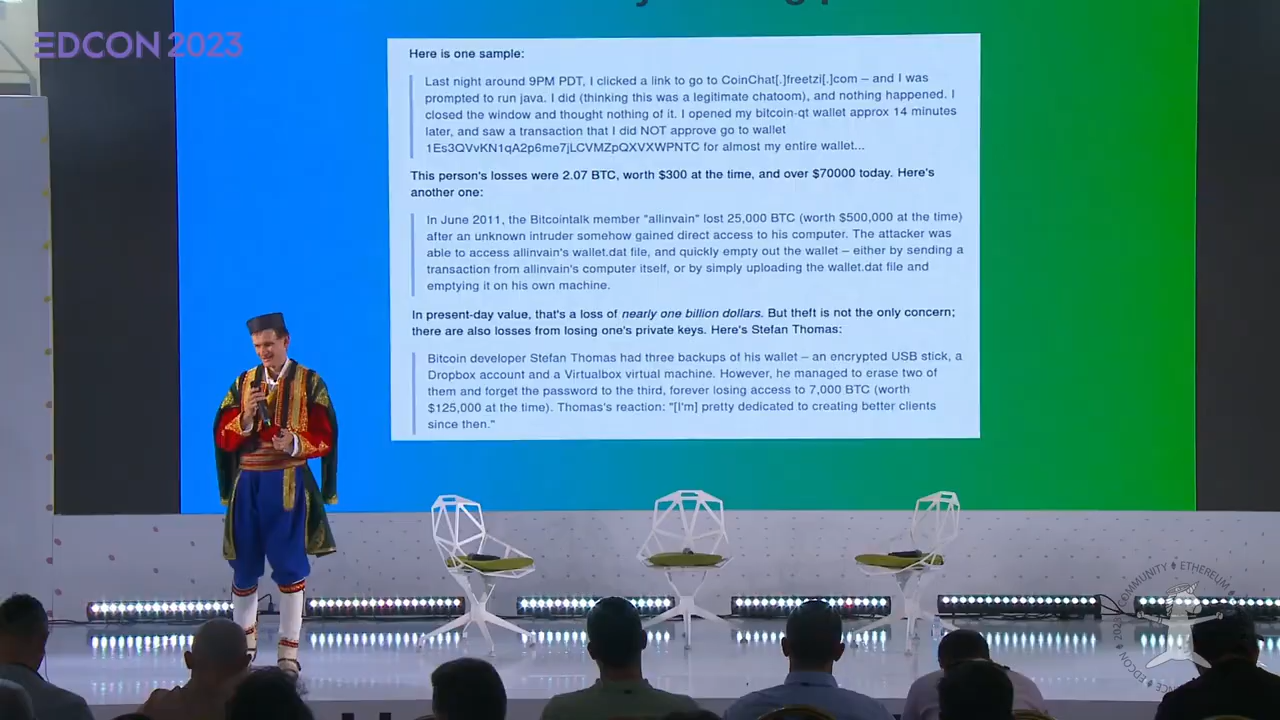 EDCON 2023
Here is one sample:
Last night around 9PM PDT, I clicked a link to go to CoinChat[.]freetzi[.]com – and I was
prompted to run java. I did (thinking this was a legitimate chatoom), and nothing happened. I
closed the window and thought nothing of it. I opened my bitcoin-qt wallet approx 14 minutes
later, and saw a transaction that I did NOT approve go to wallet
1Es3QVvKN1qA2p6me7jLCVMZpQXVXWPNTC for almost my entire wallet...
This person's losses were 2.07 BTC, worth $300 at the time, and over $70000 today. Here's
another one:
In June 2011, the Bitcointalk member "allinvain" lost 25,000 BTC (worth $500,000 at the time)
after an unknown intruder somehow gained direct access to his computer. The attacker was
able to access allinvain's wallet.dat file, and quickly empty out the wallet – either by sending a
transaction from allinvain's computer itself, or by simply uploading the wallet.dat file and
emptying it on his own machine.
In present-day value, that's a loss of nearly one billion dollars. But theft is not the only concern;
there are also losses from losing one's private keys. Here's Stefan Thomas:
Bitcoin developer Stefan Thomas had three backups of his wallet – an encrypted USB stick, a
Dropbox account and a Virtualbox virtual machine. However, he managed to erase two of
them and forget the password to the third, forever losing access to 7,000 BTC (worth
$125,000 at the time). Thomas's reaction: "[I'm] pretty dedicated to creating better clients
since then."
ETHEREUM
EDCON